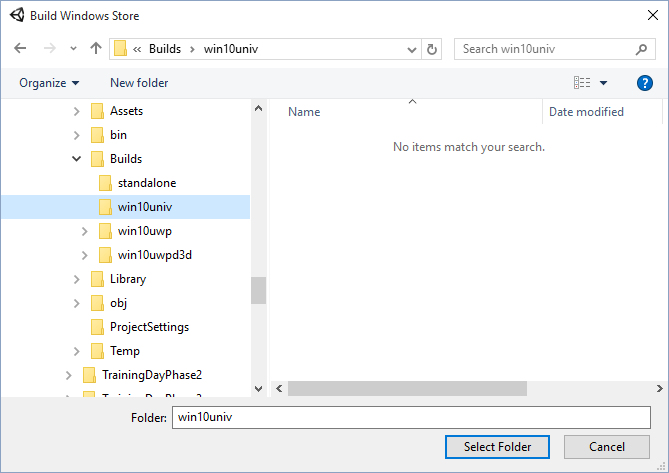 Build Windows Store
« Builds > win10univ
Search win10univ
Organize
New folder
?
Name
Date modified
No items match your search.
Assets
bin
Builds
standalone
win10univ
win10uwp
win10uwpd3d
Library
obj
ProjectSettings
Temp
TrainingDayPhase2
Folder: win10univ
Select Folder
Cancel